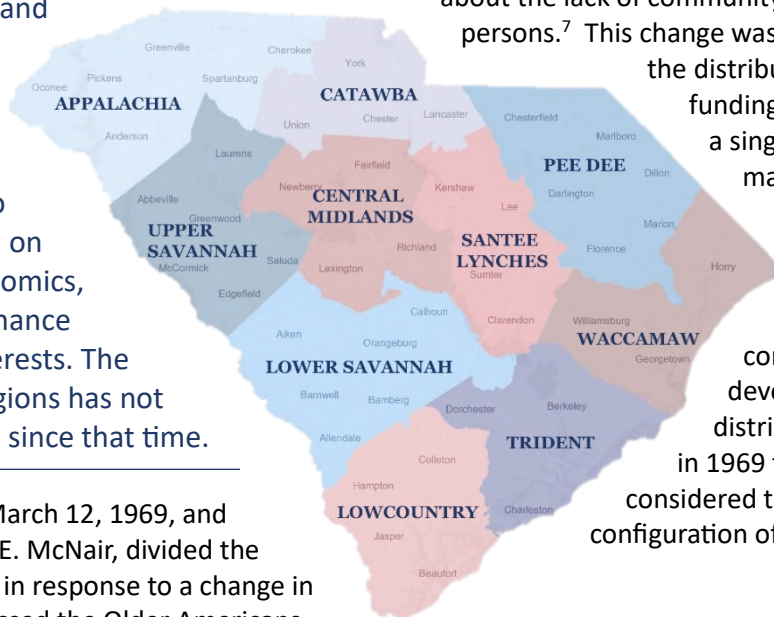 and
o
on
omics,
nance
erests. The
gions has not
since that time.
March 12, 1969, and
E. McNair, divided the
in response to a change in
about the lack of community
persons.7 This change was
the distribu
funding
a sing
ma
con
deve
distri
in 1969 t
considered t
configuration of
Greenville
Cherokee
Pickens
Oconee
Spartanburg
APPALACHIA
Anderson
York
CATAWBA
Union
Chester
Lancaster
Chesterfield
Marlboro
PEE DEE
Dillon
Darlington
Marion
Florence
Laurens
Abbeville
Greenwood
UPPER
SAVANNAH
McCormick
Saluda
Edgefield
Fairfield
Newberry
CENTRAL
MIDLANDS
Richland
Lexington
Kershaw
Lee
SANTEE
LYNCHES
Sumter
Clarendon
Horry
Williamsburg
WACCAMAW
Georgetown
Calhoun
Aiken
Orangeburg
LOWER SAVANNAH
Barnwell
Bamberg
Allendale
Dorchester
Berkeley
TRIDENT
Charleston
Colleton
Hampton
LOWCOUNTRY
Jasper
Beaufort